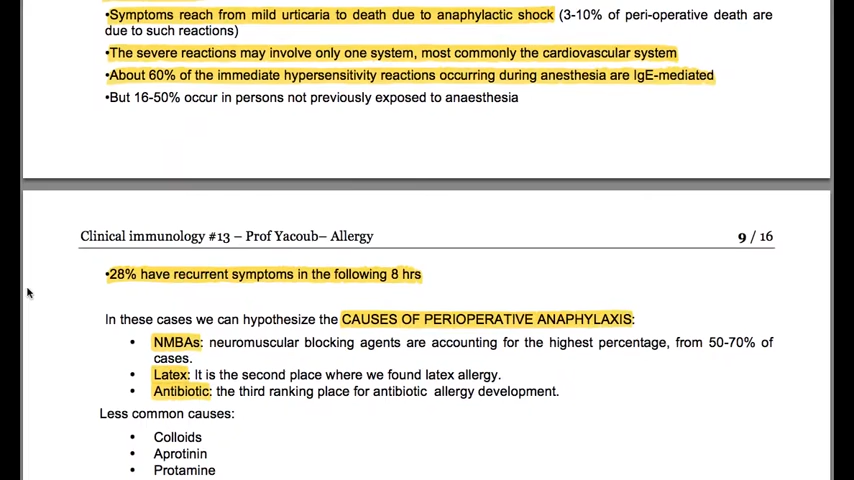 •Symptoms reach from mild urticaria to death due to anaphylactic shock (3-10% of peri-operative death are
due to such reactions)
•The severe reactions may involve only one system, most commonly the cardiovascular system
•About 60% of the immediate hypersensitivity reactions occurring during anesthesia are IgE-mediated
•But 16-50% occur in persons not previously exposed to anaesthesia
Clinical immunology #13 – Prof Yacoub– Allergy 9 / 16
•28% have recurrent symptoms in the following 8 hrs
In these cases we can hypothesize the CAUSES OF PERIOPERATIVE ANAPHYLAXIS:
• NMBAs: neuromuscular blocking agents are accounting for the highest percentage, from 50-70% of
cases.
• Latex: It is the second place where we found latex allergy.
• Antibiotic: the third ranking place for antibiotic allergy development.
Less common causes:
• Colloids
• Aprotinin
• Protamine